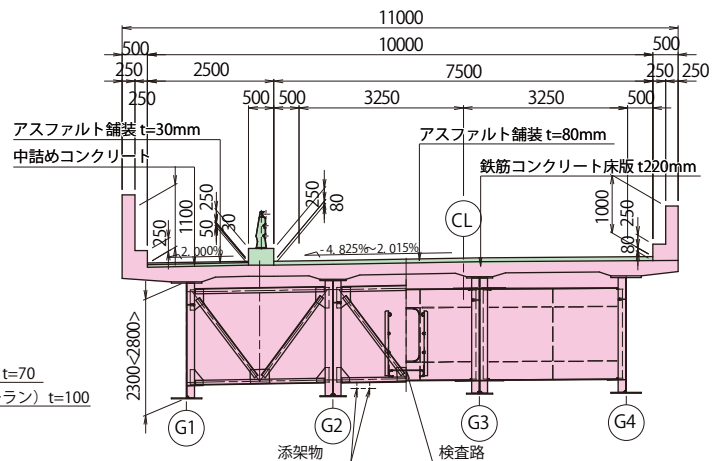 11000
500 10000 500
250 2500 7500 250
250 500 500 3250 3250 500 250
アスファルト舗装 t=30mm
アスファルト舗装 t=80mm
中詰めコンクリート
鉄筋コンクリート床版 t220mm
250 1100 50 250 30 250 80 CL 1000 250 80
2.000% -4.825%~2.015%
2300<2800>
t=70
ラン）t=100
G1 G2 G3 G4
添架物 検査路